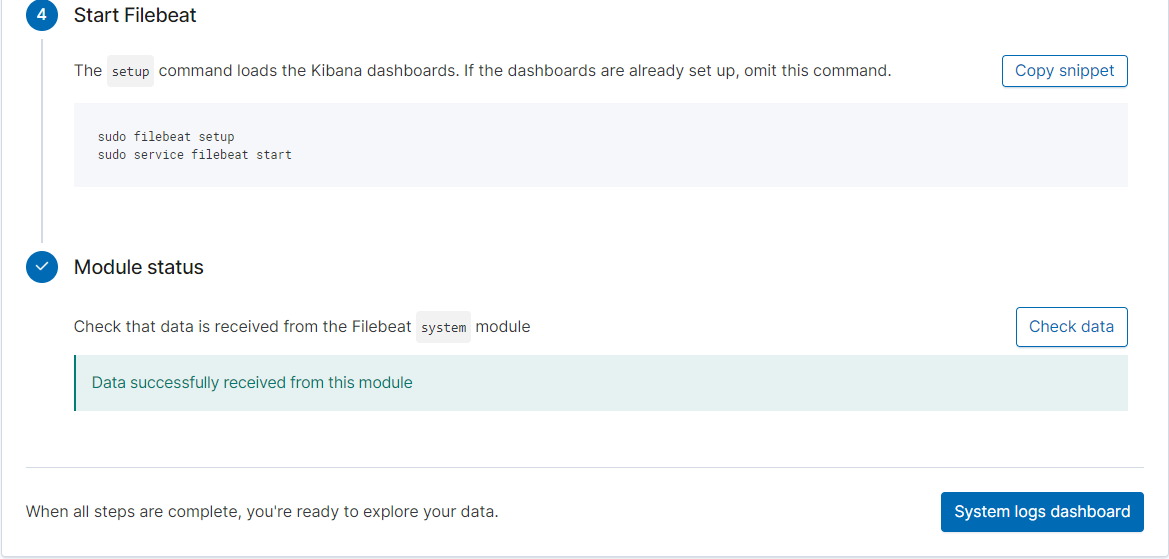 4 Start Filebeat
The setup command loads the Kibana dashboards. If the dashboards are already set up, omit this command.
Copy snippet
sudo filebeat setup
sudo service filebeat start
Module status
Check that data is received from the Filebeat system module
Check data
Data successfully received from this module
When all steps are complete, you're ready to explore your data.
System logs dashboard